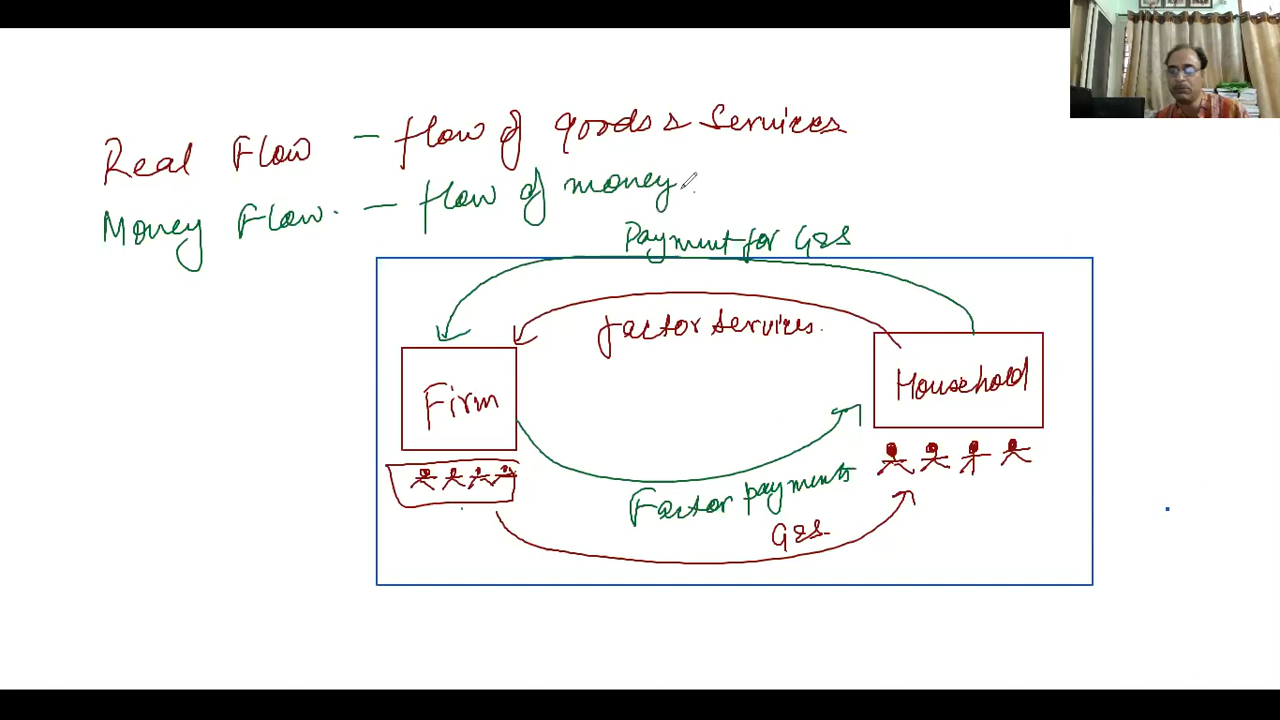 Real Flow - flow of goods & Services
Money Flow. - flow of money
Payment for G&S
factor services.
Firm
Household
Factor payments
G&S